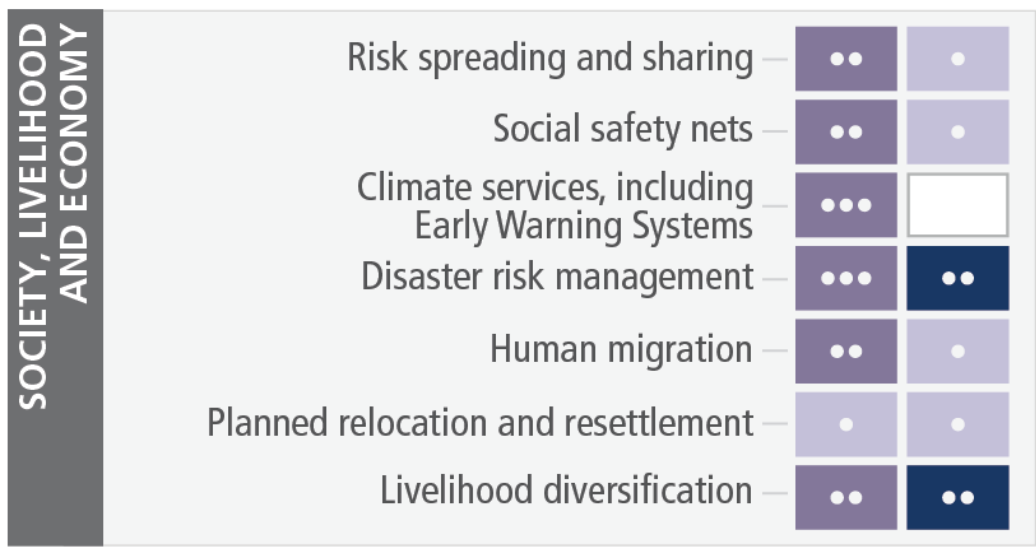 SOCIETY, LIVELIHOOD
AND ECONOMY
Risk spreading and sharing
Social safety nets
Climate services, including
Early Warning Systems
Disaster risk management
Human migration
Planned relocation and resettlement
Livelihood diversification